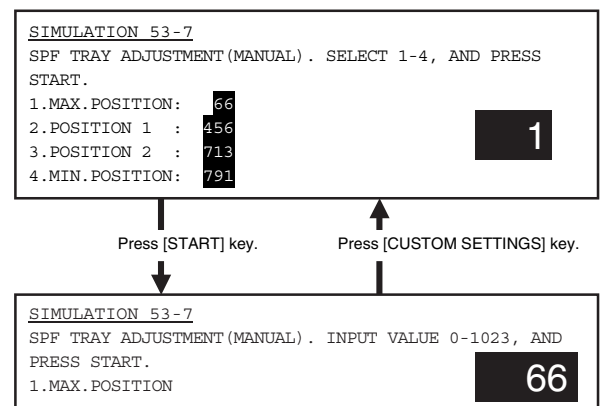 SIMULATION 53-7
SPF TRAY ADJUSTMENT(MANUAL). SELECT 1-4, AND PRESS
START.
1.MAX.POSITION: 66
2.POSITION 1 : 456
3.POSITION 2 : 713
4.MIN.POSITION: 791
1
Press [START] key.
Press [CUSTOM SETTINGS] key.
SIMULATION 53-7
SPF TRAY ADJUSTMENT(MANUAL). INPUT VALUE 0-1023, AND
PRESS START.
1.MAX.POSITION
66